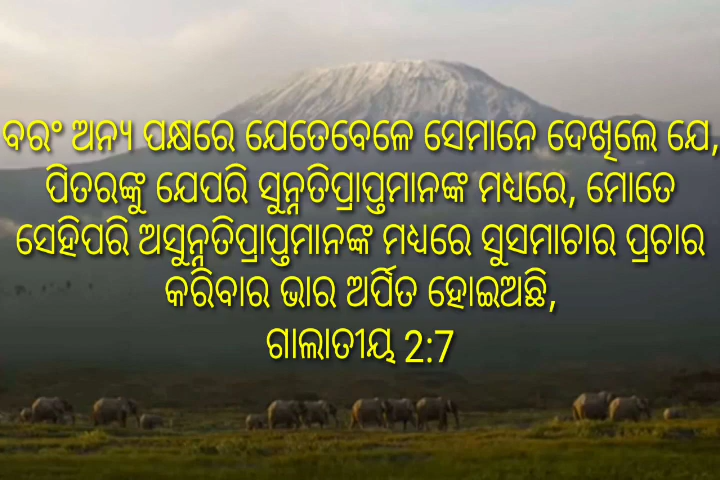 ବରଂ ଅନ୍ୟ ପକ୍ଷରେ ଯେତେବେଳେ ସେମାନେ ଦେଖିଲେ ଯେ,
ପିତରଙ୍କୁ ଯେପରି ସୁନ୍ନତିପ୍ରାପ୍ତମାନଙ୍କ ମଧ୍ୟରେ, ମୋତେ
ସେହିପରି ଅସୁନ୍ନତିପ୍ରାପ୍ତମାନଙ୍କ ମଧ୍ୟରେ ସୁସମାଚାର ପ୍ରଚାର
କରିବାର ଭାର ଅର୍ପିତ ହୋଇଅଛି,
ଗାଲାତୀୟ 2:7